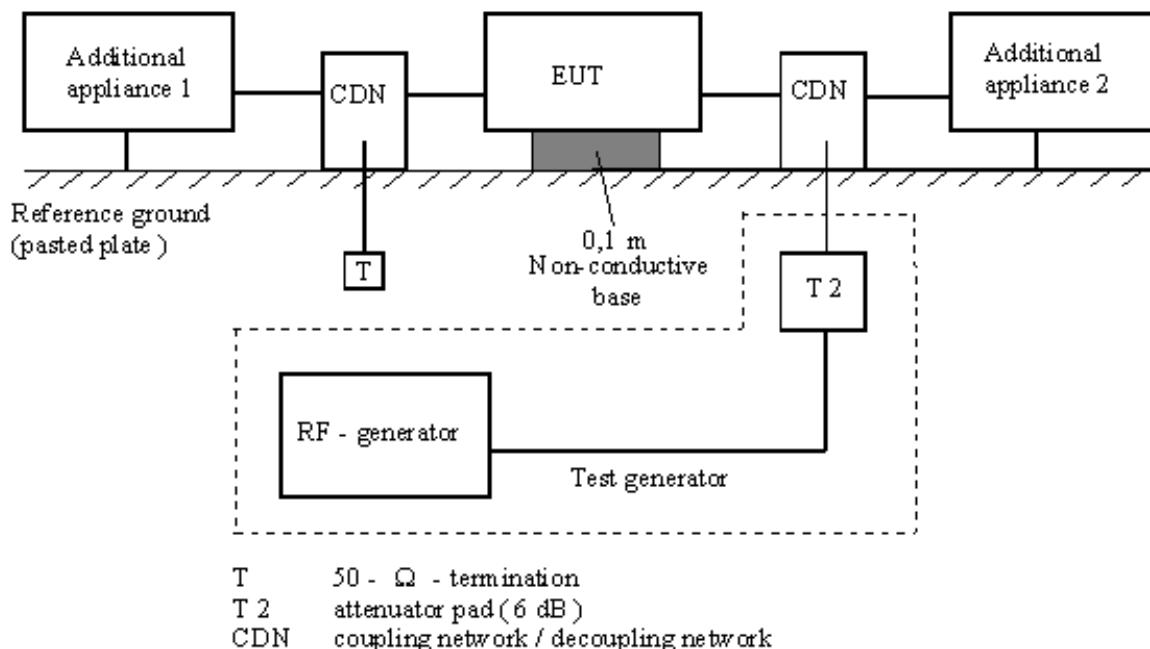 Additional
appliance 1
CDN
EUT
CDN
Additional
appliance 2
Reference ground
(pasted plate )
T
0,1 m
Non-conductive
base
T 2
RF - generator
Test generator
T 50 - Ω - termination
T 2 attenuator pad ( 6 dB )
CDN coupling network / decoupling network